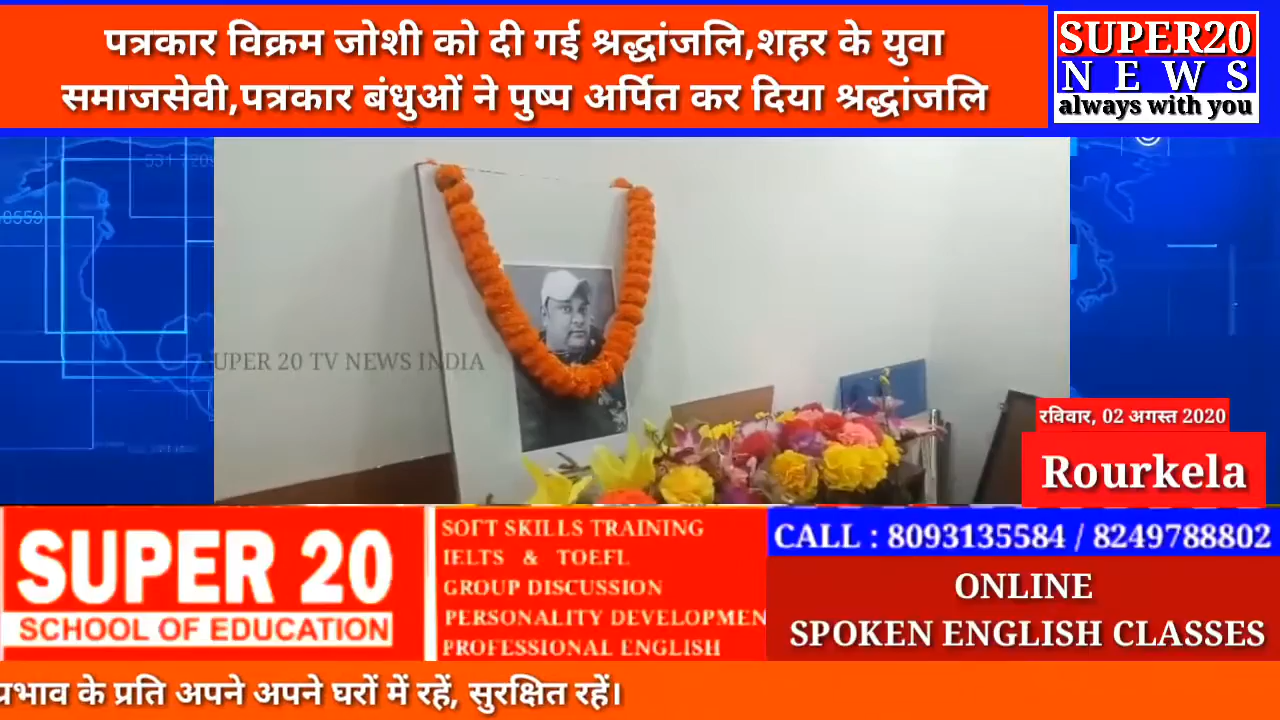 पत्रकार विक्रम जोशी को दी गई श्रद्धांजलि,शहर के युवा
समाजसेवी,पत्रकार बंधुओं ने पुष्प अर्पित कर दिया श्रद्धांजलि
SUPER20
NEWS
always with you
UPER 20 TV NEWS INDIA
रविवार, 02 अगस्त 2020
Rourkela
SUPER 20
SCHOOL OF EDUCATION
SOFT SKILLS TRAINING
IELTS & TOEFL
GROUP DISCUSSION
PERSONALITY DEVELOPMEN
PROFESSIONAL ENGLISH
CALL : 8093135584 / 8249788802
ONLINE
SPOKEN ENGLISH CLASSES
प्रभाव के प्रति अपने अपने घरों में रहें, सुरक्षित रहें।